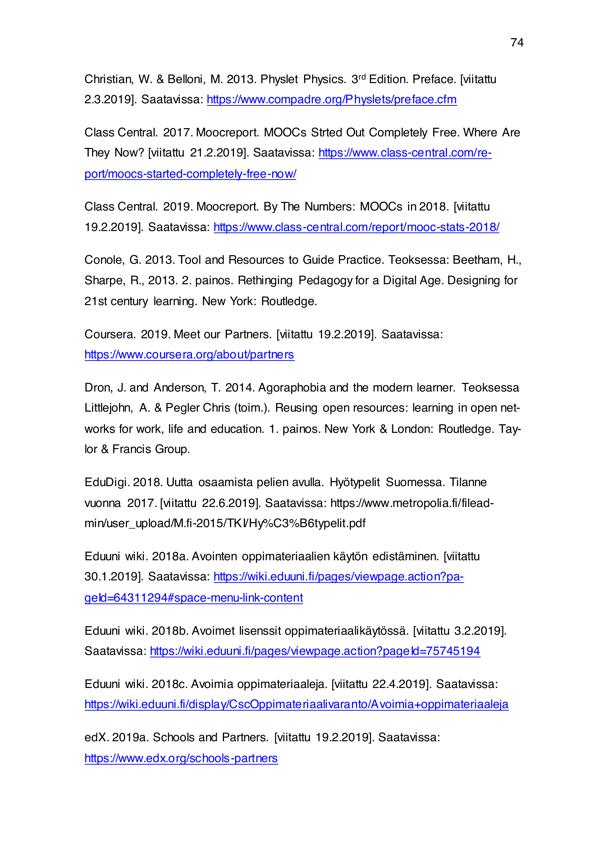 74
Christian, W. & Belloni, M. 2013. Physlet Physics. 3rd Edition. Preface. [viitattu
2.3.2019]. Saatavissa: https://www.compadre.org/Physlets/preface.cfm
Class Central. 2017. Moocreport. MOOCs Strted Out Completely Free. Where Are
They Now? [viitattu 21.2.2019]. Saatavissa: https://www.class-central.com/re-
port/moocs-started-completely-free-now/
Class Central. 2019. Moocreport. By The Numbers: MOOCs in 2018. [viitattu
19.2.2019]. Saatavissa: https://www.class-central.com/report/mooc-stats-2018/
Conole, G. 2013. Tool and Resources to Guide Practice. Teoksessa: Beetham, H.,
Sharpe, R., 2013. 2. painos. Rethinging Pedagogy for a Digital Age. Designing for
21st century learning. New York: Routledge.
Coursera. 2019. Meet our Partners. [viitattu 19.2.2019]. Saatavissa:
https://www.coursera.org/about/partners
Dron, J. and Anderson, T. 2014. Agoraphobia and the modern learner. Teoksessa
Littlejohn, A. & Pegler Chris (toim.). Reusing open resources: learning in open net-
works for work, life and education. 1. painos. New York & London: Routledge. Tay-
lor & Francis Group.
EduDigi. 2018. Uutta osaamista pelien avulla. Hyötypelit Suomessa. Tilanne
vuonna 2017. [viitattu 22.6.2019]. Saatavissa: https://www.metropolia.fi/filead-
min/user_upload/M.fi-2015/TKI/Hy%C3%B6typelit.pdf
Eduuni wiki. 2018a. Avointen oppimateriaalien käytön edistäminen. [viitattu
30.1.2019]. Saatavissa: https://wiki.eduuni.fi/pages/viewpage.action?pa-
geId=64311294#space-menu-link-content
Eduuni wiki. 2018b. Avoimet lisenssit oppimateriaalikäytössä. [viitattu 3.2.2019].
Saatavissa: https://wiki.eduuni.fi/pages/viewpage.action?pageId=75745194
Eduuni wiki. 2018c. Avoimia oppimateriaaleja. [viitattu 22.4.2019]. Saatavissa:
https://wiki.eduuni.fi/display/CscOppimateriaalivaranto/Avoimia+oppimateriaaleja
edX. 2019a. Schools and Partners. [viitattu 19.2.2019]. Saatavissa:
https://www.edx.org/schools-partners